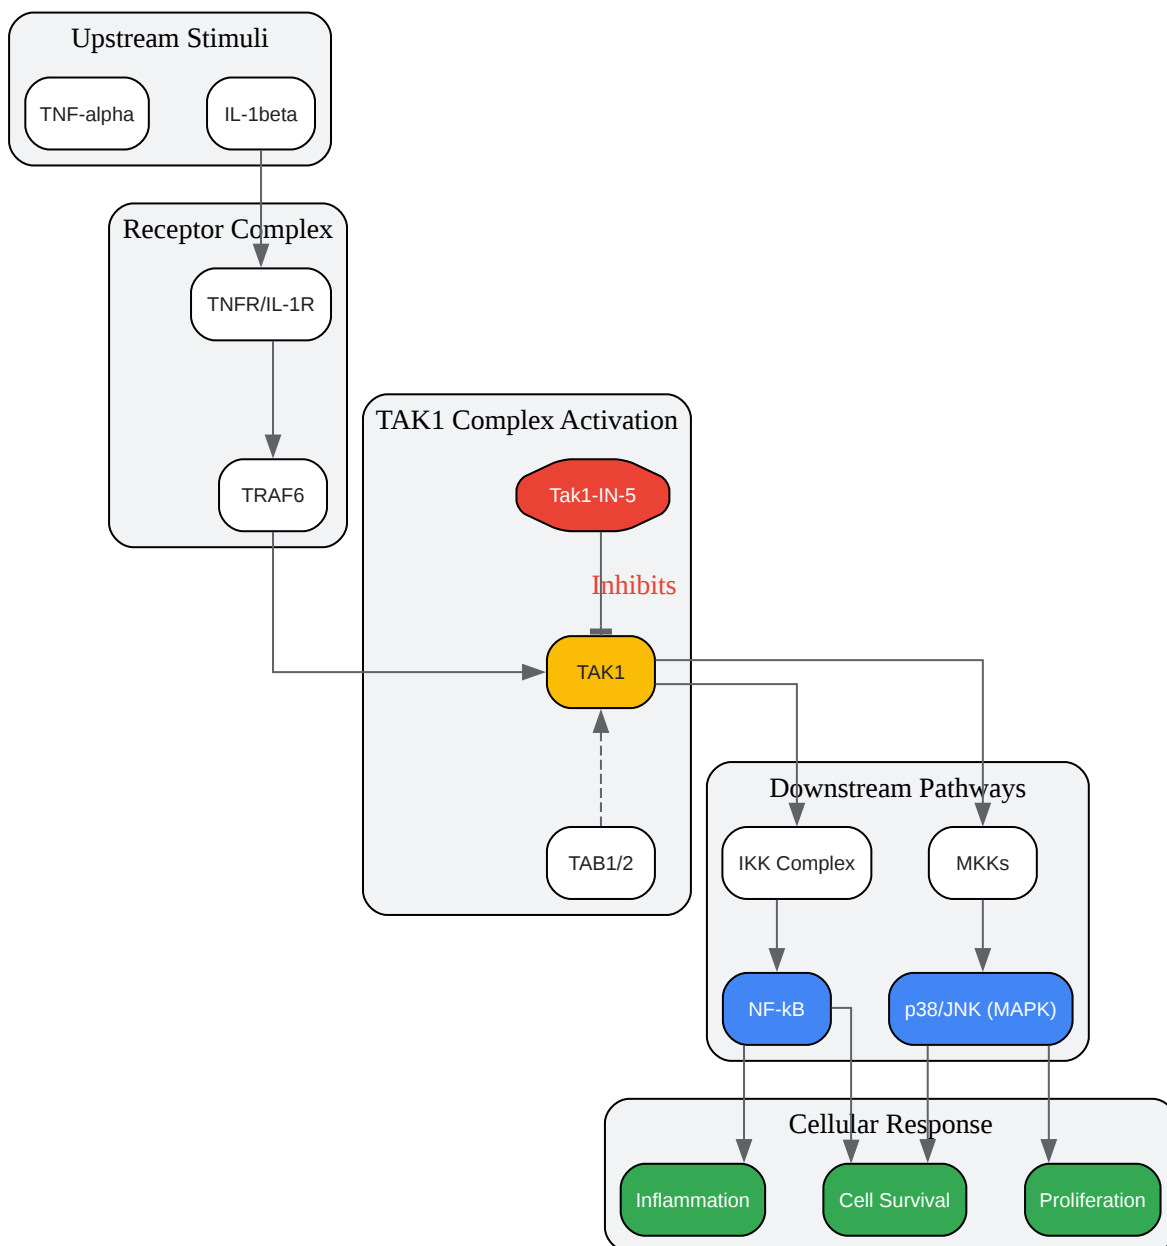 Upstream Stimuli
TNF-alpha
IL-1beta
Receptor Complex
TNFR/IL-1R
TAK1 Complex Activation
TRAF6
Tak1-IN-5
Inhibits
TAK1
Downstream Pathways
TAB1/2
IKK Complex
MKKs
NF-kB
p38/JNK (MAPK)
Cellular Response
Inflammation
Cell Survival
Proliferation